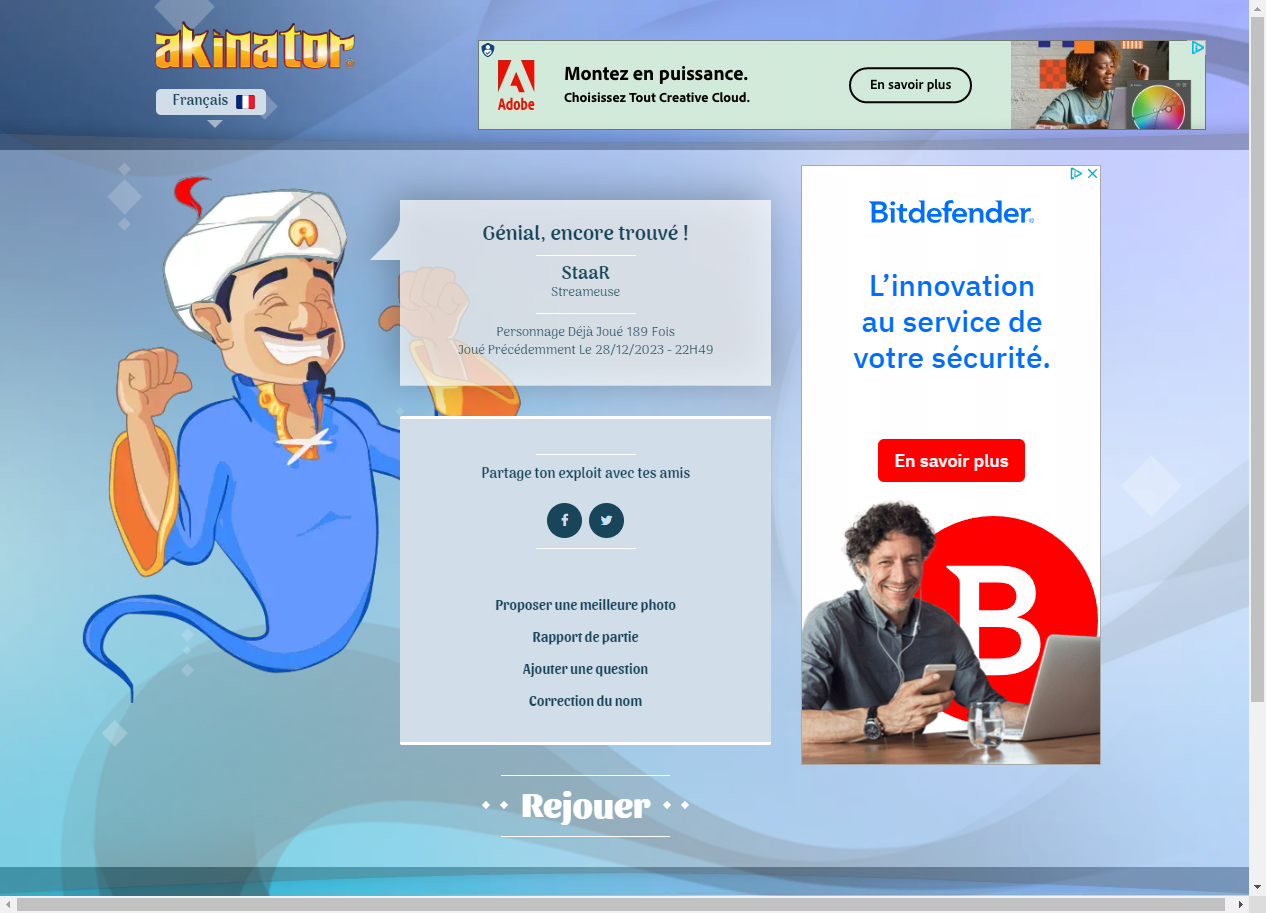 akinator
Français
Adobe
Montez en puissance.
Choisissez Tout Creative Cloud.
En savoir plus
Génial, encore trouvé !
StaaR
Streameuse
Personnage Déjà Joué 189 Fois
Joué Précédemment Le 28/12/2023 - 22H49
Partage ton exploit avec tes amis
Proposer une meilleure photo
Rapport de partie
Ajouter une question
Correction du nom
Rejouer
Bitdefender
L'innovation
au service de
votre sécurité.
En savoir plus
B